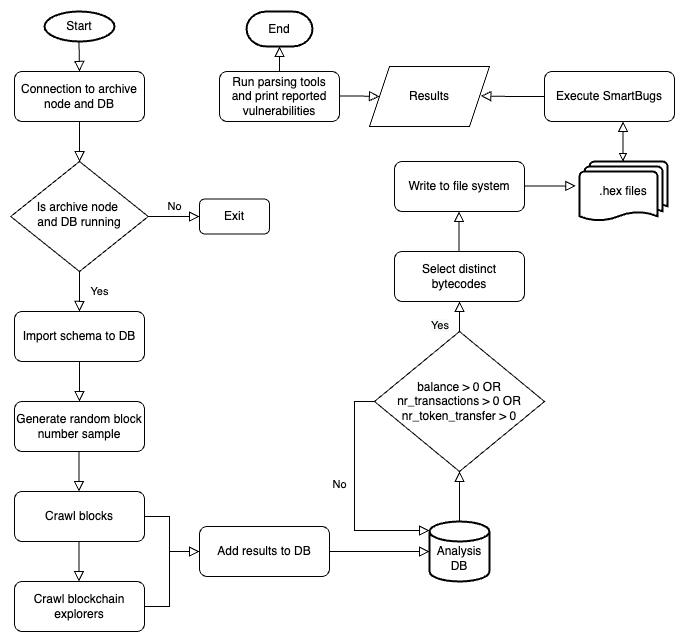 Start
Connection to archive
node and DB
Is archive node
and DB running
No
Exit
Yes
Import schema to DB
Generate random block
number sample
Crawl blocks
Crawl blockchain
explorers
Add results to DB
Analysis
DB
No
balance > 0 OR
nr_transactions > 0 OR
nr_token_transfer > 0
Yes
Select distinct
bytecodes
Write to file system
.hex files
Execute SmartBugs
Results
Run parsing tools
and print reported
vulnerabilities
End